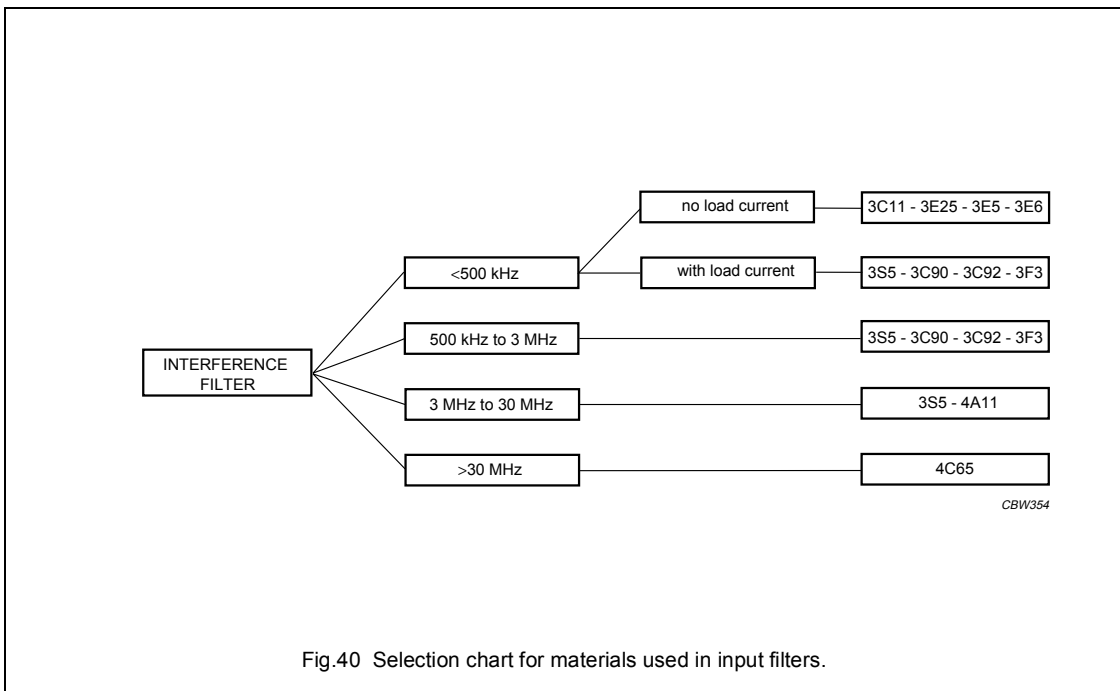 no load current
3C11 - 3E25 - 3E5 - 3E6
<500 kHz
with load current
3S5 - 3C90 - 3C92 - 3F3
500 kHz to 3 MHz
3S5 - 3C90 - 3C92 - 3F3
INTERFERENCE
FILTER
3 MHz to 30 MHz
3S5 - 4A11
>30 MHz
4C65
CBW354
Fig.40 Selection chart for materials used in input filters.